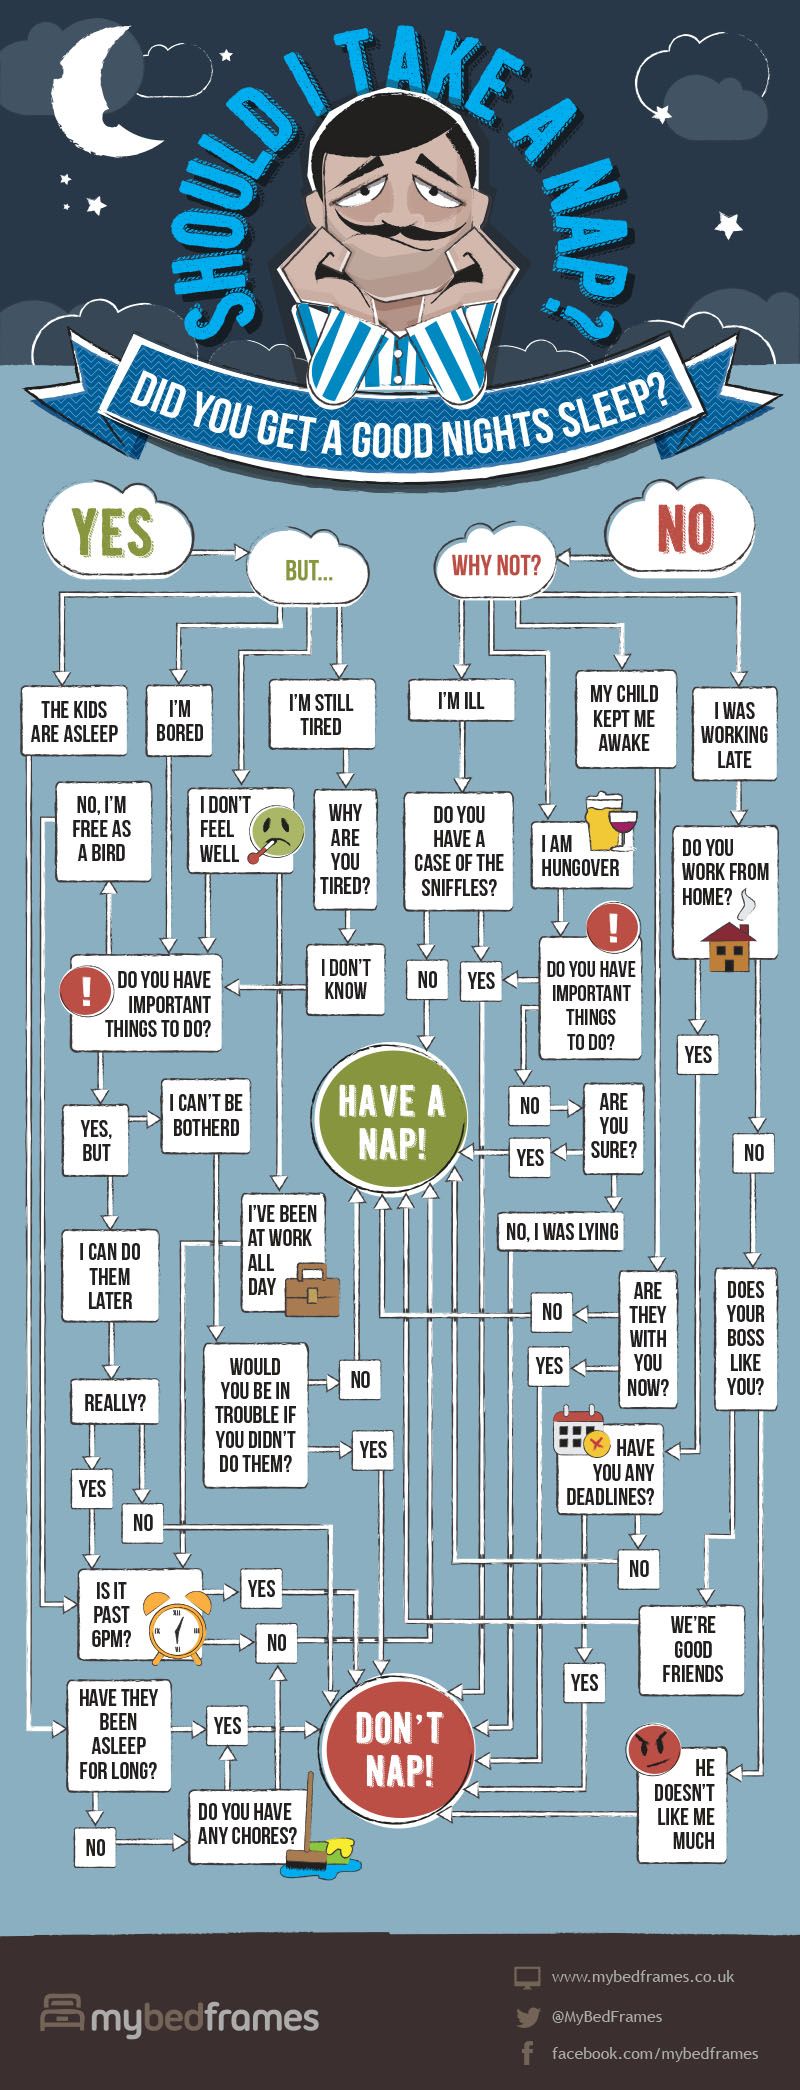 SHOULD I TAKE A NAP?
DID YOU GET A GOOD NIGHTS SLEEP?
YES
NO
BUT...
WHY NOT?
THE KIDS
ARE ASLEEP
I'M
BORED
I'M STILL
TIRED
I'M ILL
MY CHILD
KEPT ME
AWAKE
I WAS
WORKING
LATE
NO, I'M
FREE AS
A BIRD
I DON'T
FEEL
WELL
WHY
ARE
YOU
TIRED?
DO YOU
HAVE A
CASE OF THE
SNIFFLES?
I AM
HUNGOVER
DO YOU
WORK FROM
HOME?
!
DO YOU HAVE
IMPORTANT
THINGS TO DO?
I DON'T
KNOW
NO
YES
!
DO YOU HAVE
IMPORTANT
THINGS
TO DO?
YES
HAVE A
NAP!
YES,
BUT
I CAN'T BE
BOTHERD
NO
ARE
YOU
SURE?
YES
NO
I'VE BEEN
AT WORK
ALL
DAY
NO, I WAS LYING
I CAN DO
THEM
LATER
NO
ARE
THEY
WITH
YOU
NOW?
DOES
YOUR
BOSS
LIKE
YOU?
YES
WOULD
YOU BE IN
TROUBLE IF
YOU DIDN'T
DO THEM?
NO
YES
REALLY?
HAVE
YOU ANY
DEADLINES?
YES
NO
NO
IS IT
PAST
6PM?
XII
III
VI
IX
YES
NO
WE'RE
GOOD
FRIENDS
YES
HAVE THEY
BEEN
ASLEEP
FOR LONG?
YES
DON'T
NAP!
HE
DOESN'T
LIKE ME
MUCH
DO YOU HAVE
ANY CHORES?
NO
mybedframes
www.mybedframes.co.uk
@MyBedFrames
facebook.com/mybedframes